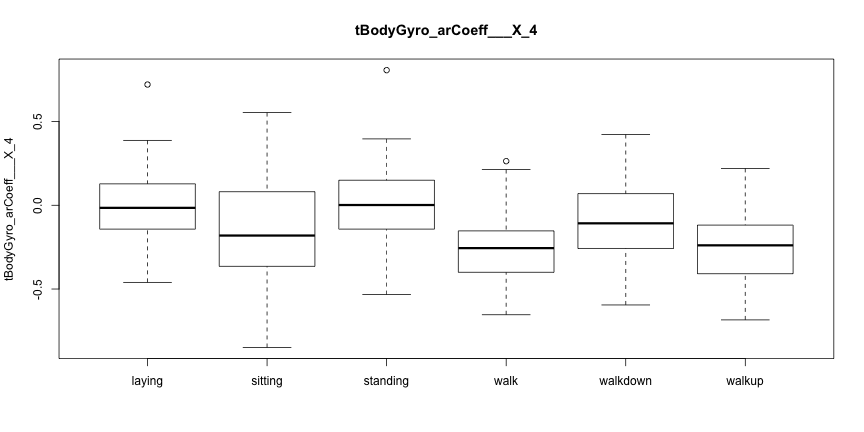 tBodyGyro_arCoeff___X_4
tBodyGyro_arCoeff___X_4
0.5
0.0
-0.5
laying sitting standing walk walkdown walkup